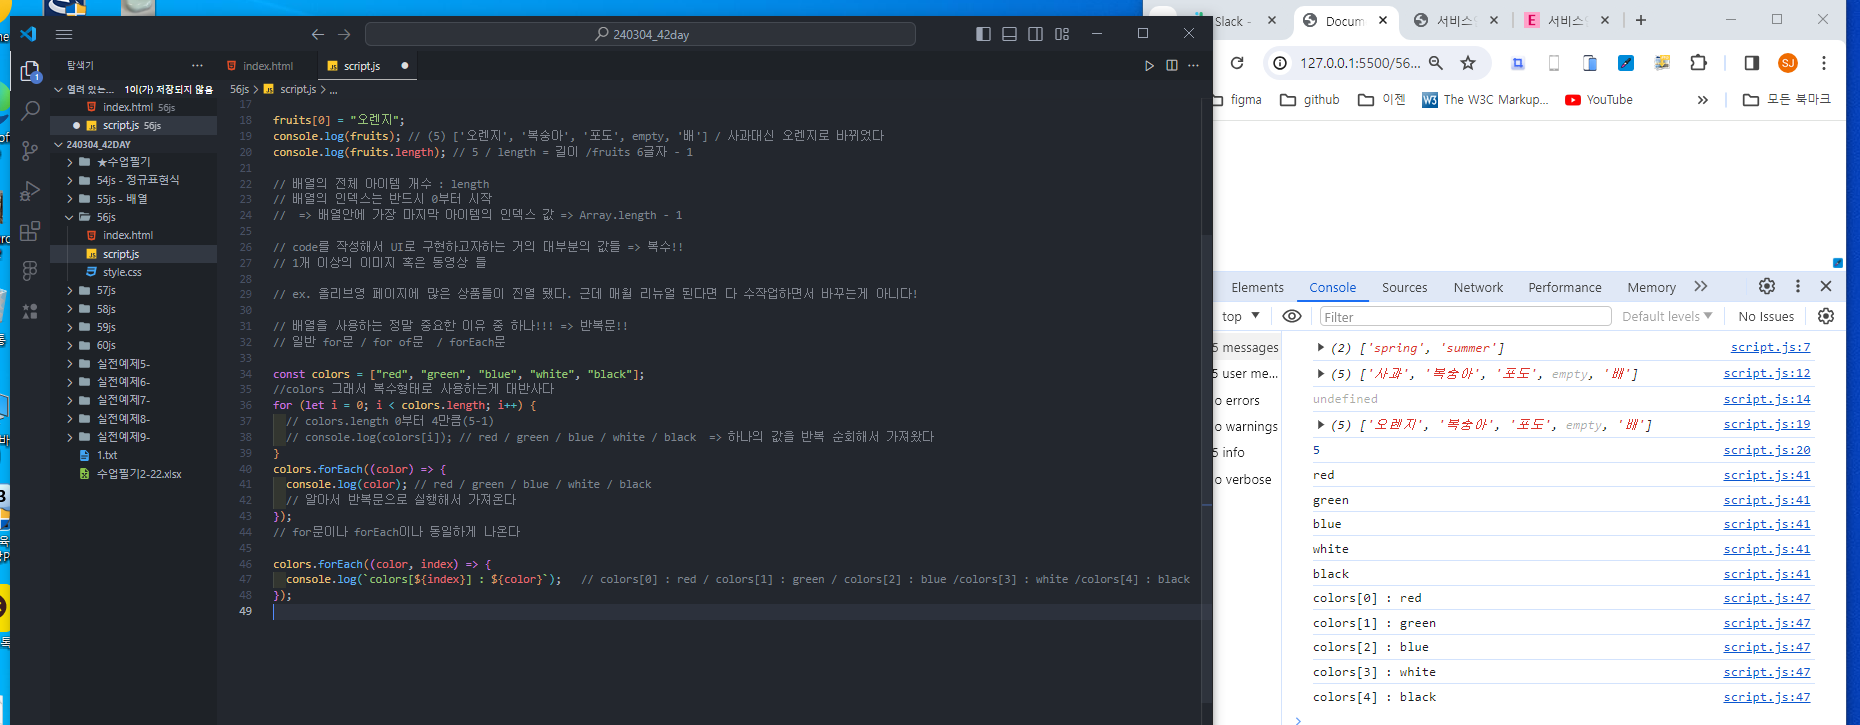 240304_42day
탐색기
index.html
script.js
열려 있는... 1이(가) 저장되지 않음
index.html 56js
script.js 56js
240304_42DAY
★수업필기
54js - 정규표현식
55js - 배열
56js
index.html
script.js
style.css
57js
58js
59js
60js
실전예제5-
실전예제6-
실전예제7-
실전예제8-
실전예제9-
1.txt
수업필기2-22.xlsx
56js > script.js > ...
17
18 fruits[0] = "오렌지";
19 console.log(fruits); // (5) ['오렌지', '복숭아', '포도', empty, '배'] / 사과대신 오렌지로 바뀌었다
20 console.log(fruits.length); // 5 / length = 길이 /fruits 6글자 - 1
21
22 // 배열의 전체 아이템 개수 : length
23 // 배열의 인덱스는 반드시 0부터 시작
24 //  => 배열안에 가장 마지막 아이템의 인덱스 값 => Array.length - 1
25
26 // code를 작성해서 UI로 구현하고자하는 거의 대부분의 값들 => 복수!!
27 // 1개 이상의 이미지 혹은 동영상 들
28
29 // ex. 올리브영 페이지에 많은 상품들이 진열 됐다. 근데 매월 리뉴얼 된다면 다 수작업하면서 바꾸는게 아니다!
30
31 // 배열을 사용하는 정말 중요한 이유 중 하나!!! => 반복문!!
32 // 일반 for문 / for of문  / forEach문
33
34 const colors = ["red", "green", "blue", "white", "black"];
35 //colors 그래서 복수형태로 사용하는게 대반사다
36 for (let i = 0; i < colors.length; i++) {
37   // colors.length 0부터 4만큼(5-1)
38   // console.log(colors[i]); // red / green / blue / white / black  => 하나의 값을 반복 순회해서 가져왔다
39 }
40 colors.forEach((color) => {
41   console.log(color); // red / green / blue / white / black
42   // 알아서 반복문으로 실행해서 가져온다
43 });
44 // for문이나 forEach이나 동일하게 나온다
45
46 colors.forEach((color, index) => {
47   console.log(`colors[${index}] : ${color}`);   // colors[0] : red / colors[1] : green / colors[2] : blue /colors[3] : white /colors[4] : black
48 });
49
Slack -
Docum
서비스
E 서비스
127.0.0.1:5500/56...
SJ
figma
github
이젠
W3 The W3C Markup...
YouTube
모든 북마크
Elements Console Sources Network Performance Memory
top Filter Default levels No Issues
5 messages
5 user me...
o errors
o warnings
5 info
o verbose
(2) ['spring', 'summer'] script.js:7
(5) ['사과', '복숭아', '포도', empty, '배'] script.js:12
undefined script.js:14
(5) ['오렌지', '복숭아', '포도', empty, '배'] script.js:19
5 script.js:20
red script.js:41
green script.js:41
blue script.js:41
white script.js:41
black script.js:41
colors[0] : red script.js:47
colors[1] : green script.js:47
colors[2] : blue script.js:47
colors[3] : white script.js:47
colors[4] : black script.js:47